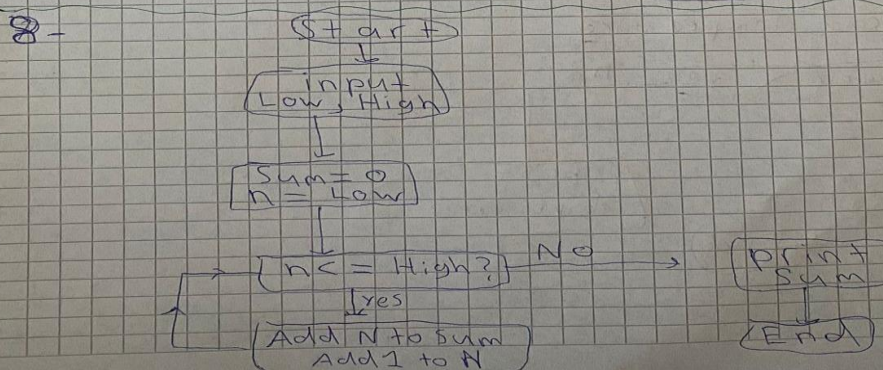 8-
Start
input
Low, High
Sum = 0
n = Low
n <= High?
No
Print
Sum
yes
Add N to Sum
Add 1 to N
End